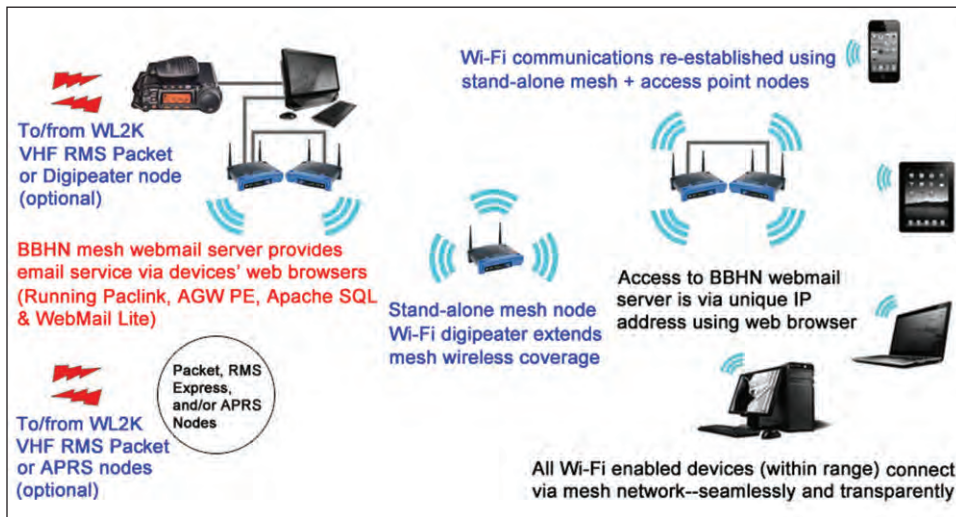 Wi-Fi communications re-established using
stand-alone mesh + access point nodes
To/from WL2K
VHF RMS Packet
or Digipeater node
(optional)
BBHN mesh webmail server provides
email service via devices' web browsers
(Running Paclink, AGW PE, Apache SQL
& WebMail Lite)
Stand-alone mesh node
Wi-Fi digipeater extends
mesh wireless coverage
Access to BBHN webmail
server is via unique IP
address using web browser
Packet, RMS
Express,
and/or APRS
Nodes
To/from WL2K
VHF RMS Packet
or APRS nodes
(optional)
All Wi-Fi enabled devices (within range) connect
via mesh network--seamlessly and transparently